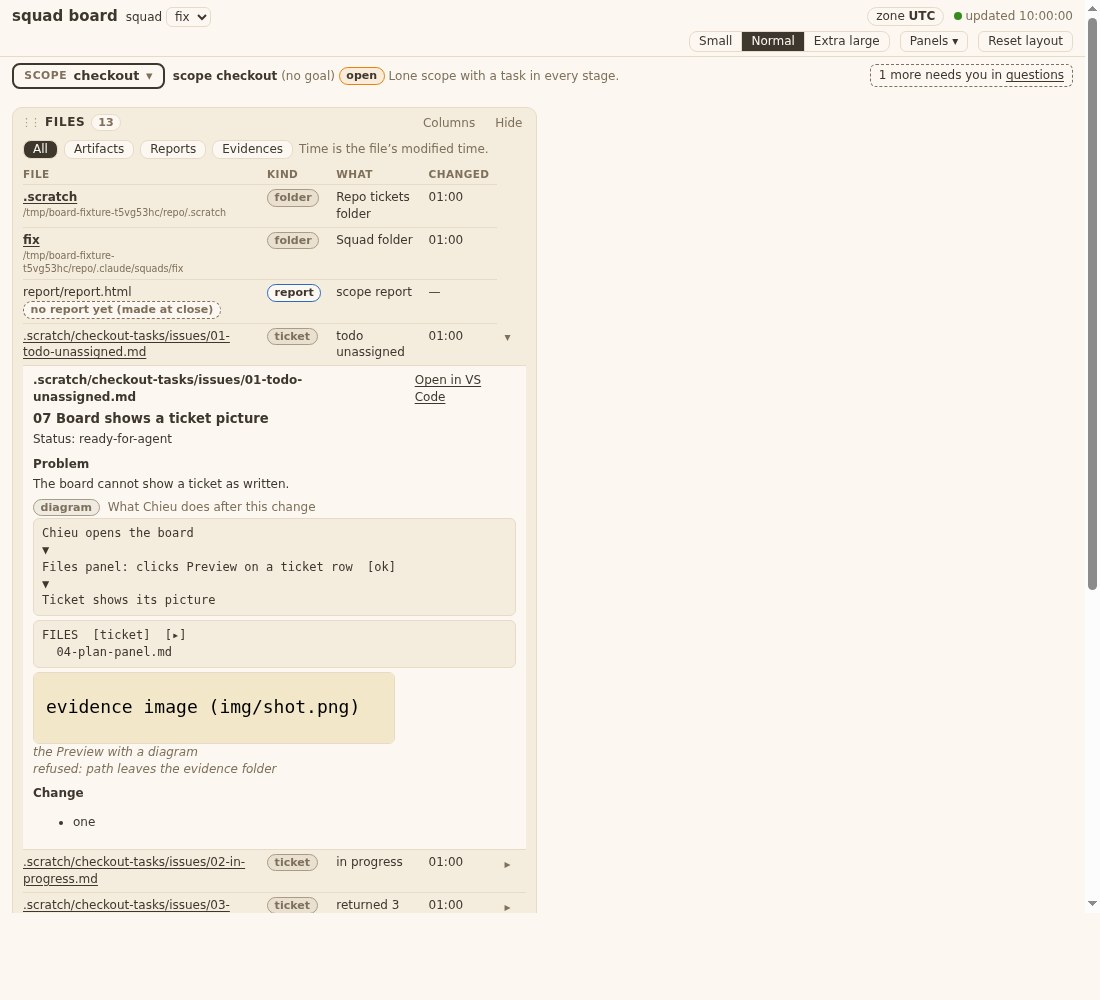 squad board squad fix
zone UTC updated 10:00:00
Small Normal Extra large Panels ▾ Reset layout
SCOPE checkout ▾ scope checkout (no goal) open Lone scope with a task in every stage. 1 more needs you in questions
FILES 13 Columns Hide
All Artifacts Reports Evidences Time is the file’s modified time.
FILE KIND WHAT CHANGED
.scratch folder Repo tickets 01:00
/tmp/board-fixture-t5vg53hc/repo/.scratch folder
fix folder Squad folder 01:00
/tmp/board-fixture-
t5vg53hc/repo/.claude/squads/fix
report/report.html report scope report —
no report yet (made at close)
.scratch/checkout-tasks/issues/01- ticket todo 01:00 ▾
todo-unassigned.md unassigned
.scratch/checkout-tasks/issues/01-todo- Open in VS
unassigned.md Code
07 Board shows a ticket picture
Status: ready-for-agent
Problem
The board cannot show a ticket as written.
diagram What Chieu does after this change
Chieu opens the board
▼
Files panel: clicks Preview on a ticket row [ok]
▼
Ticket shows its picture
FILES [ticket] [▸]
04-plan-panel.md
evidence image (img/shot.png)
the Preview with a diagram
refused: path leaves the evidence folder
Change
• one
.scratch/checkout-tasks/issues/02-in- ticket in progress 01:00 ▸
progress.md
.scratch/checkout-tasks/issues/03- ticket returned 3 01:00 ▸